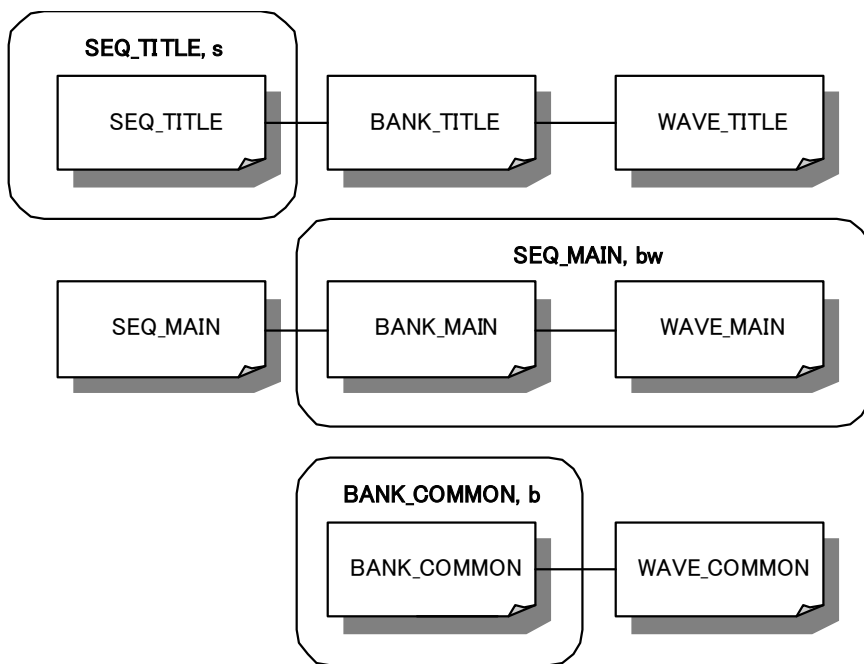 SEQ_TITLE, s
SEQ_TITLE
BANK_TITLE
WAVE_TITLE
SEQ_MAIN, bw
SEQ_MAIN
BANK_MAIN
WAVE_MAIN
BANK_COMMON, b
BANK_COMMON
WAVE_COMMON